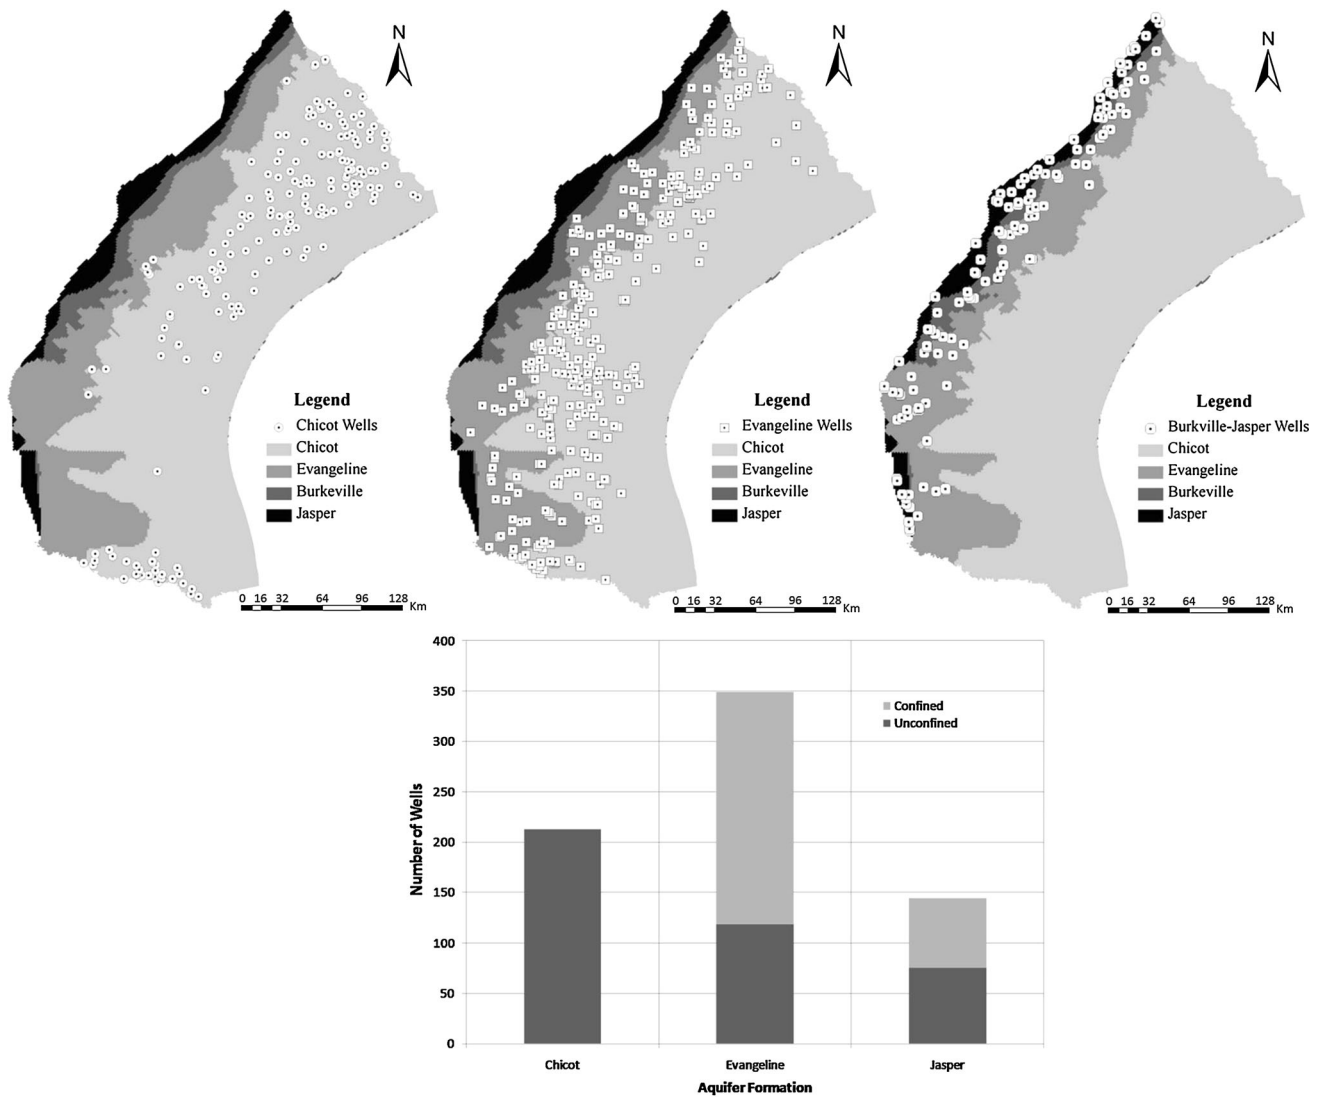 N
Legend
Chicot Wells
Chicot
Evangeline
Burkeville
Jasper
0 16 32 64 96 128 Km
N
Legend
Evangeline Wells
Chicot
Evangeline
Burkeville
Jasper
0 16 32 64 96 128 Km
N
Legend
Burkville-Jasper Wells
Chicot
Evangeline
Burkeville
Jasper
0 16 32 64 96 128 Km
400
350
300
250
200
150
100
50
0
Number of Wells
Confined
Unconfined
Chicot Evangeline Jasper
Aquifer Formation